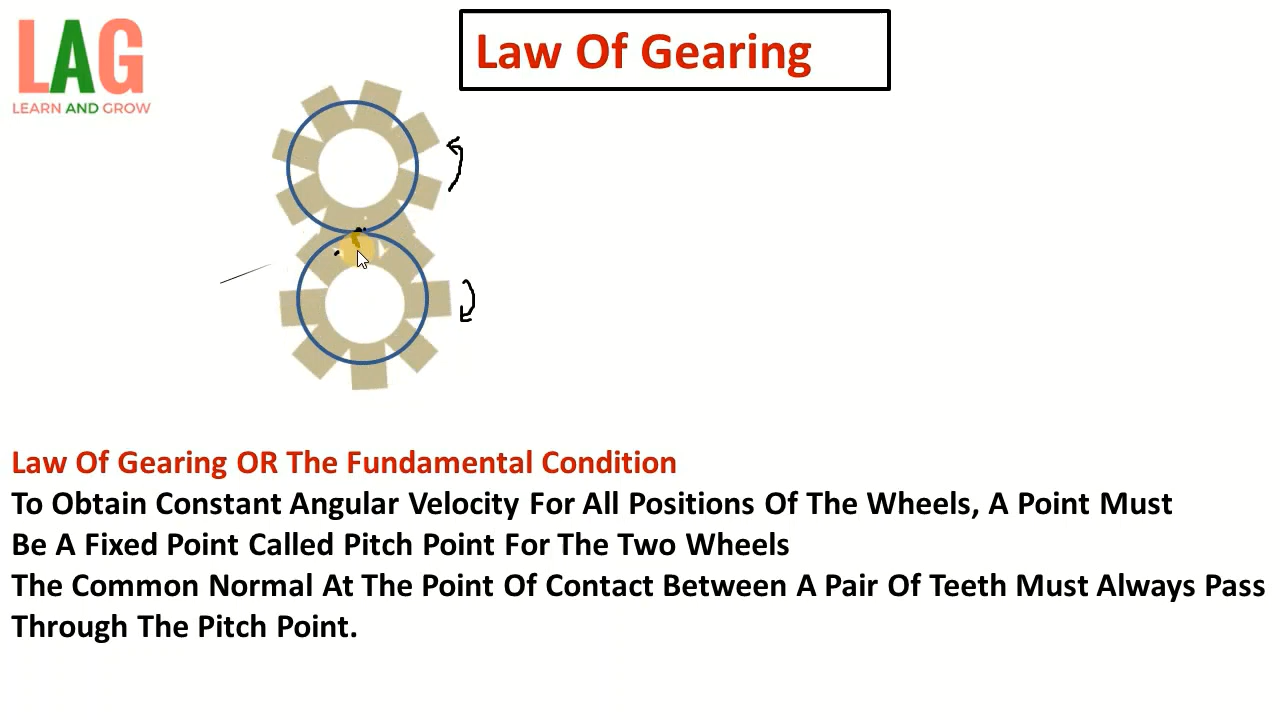 LAG
LEARN AND GROW
Law Of Gearing
Law Of Gearing OR The Fundamental Condition
To Obtain Constant Angular Velocity For All Positions Of The Wheels, A Point Must
Be A Fixed Point Called Pitch Point For The Two Wheels
The Common Normal At The Point Of Contact Between A Pair Of Teeth Must Always Pass
Through The Pitch Point.